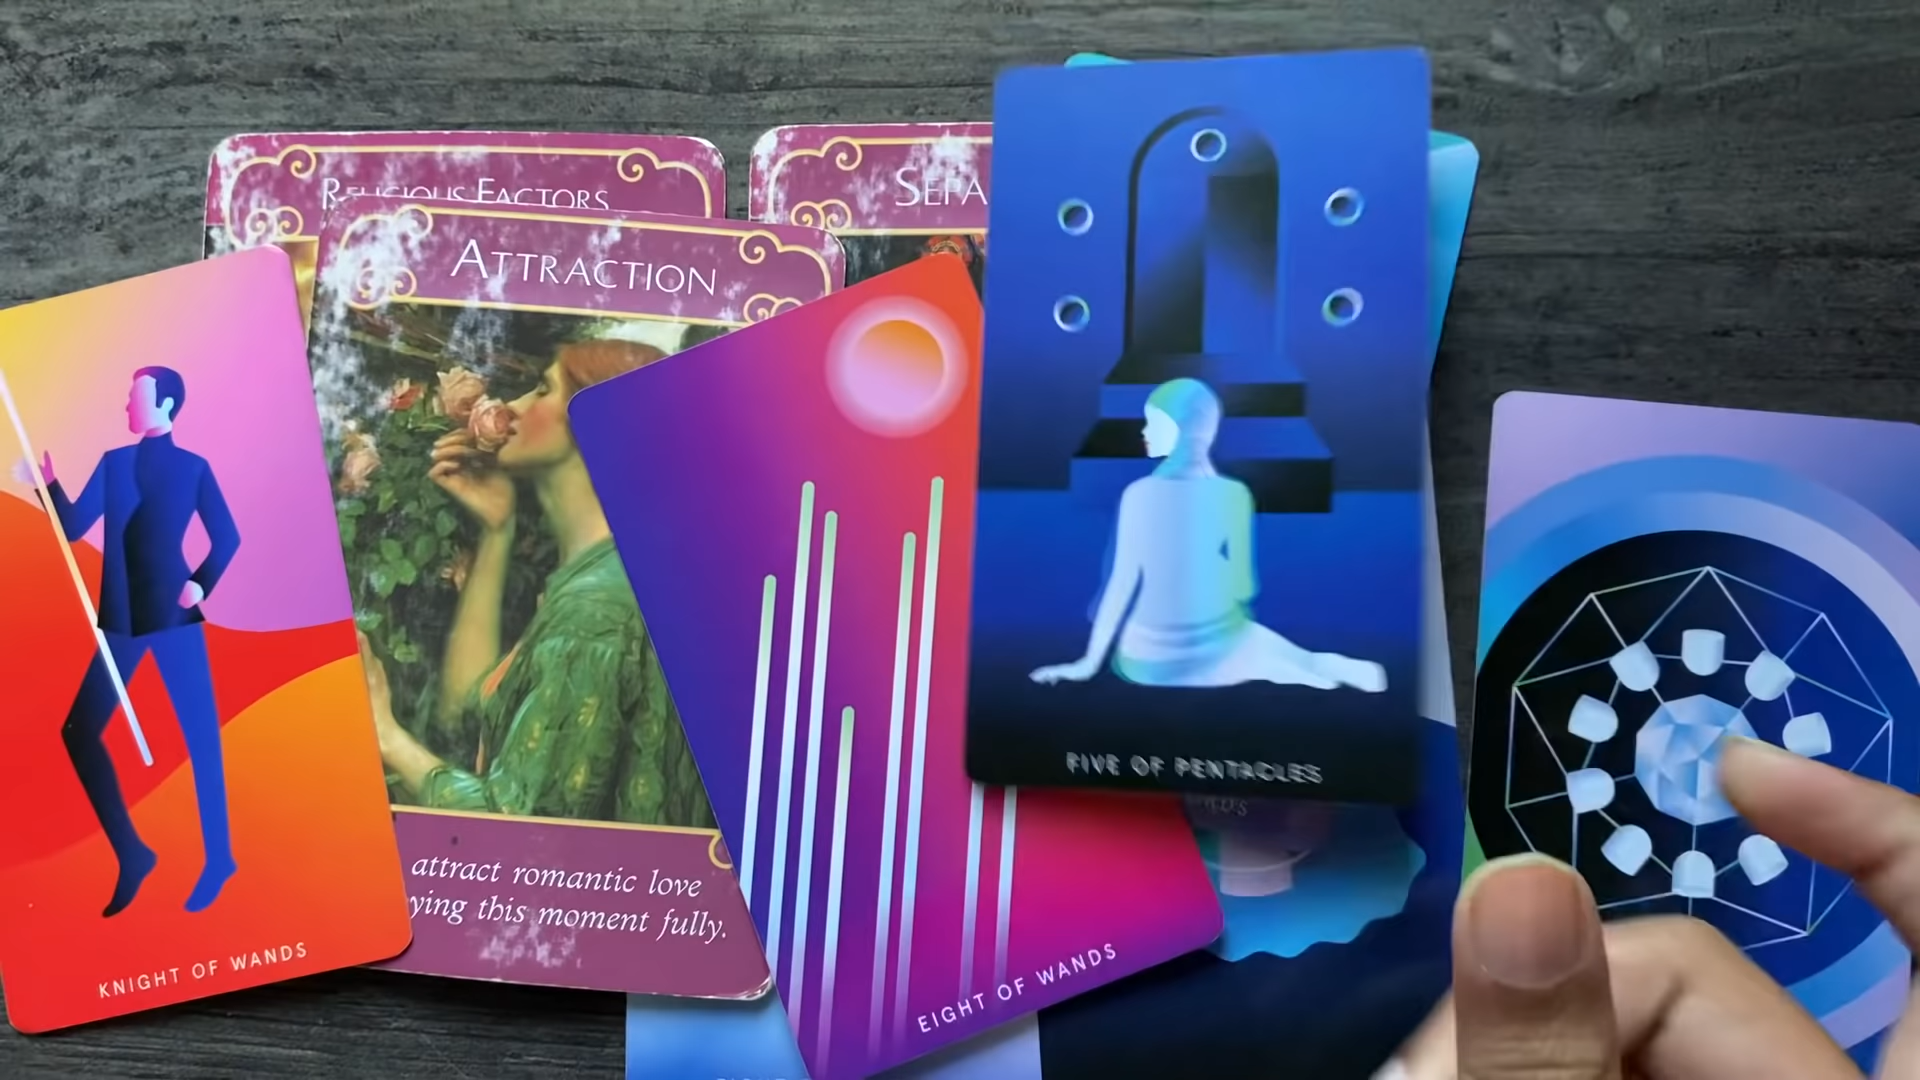 RELIGIOUS FACTORS
SEPA
ATTRACTION
attract romantic love
ying this moment fully.
KNIGHT OF WANDS
EIGHT OF WANDS
FIVE OF PENTACLES